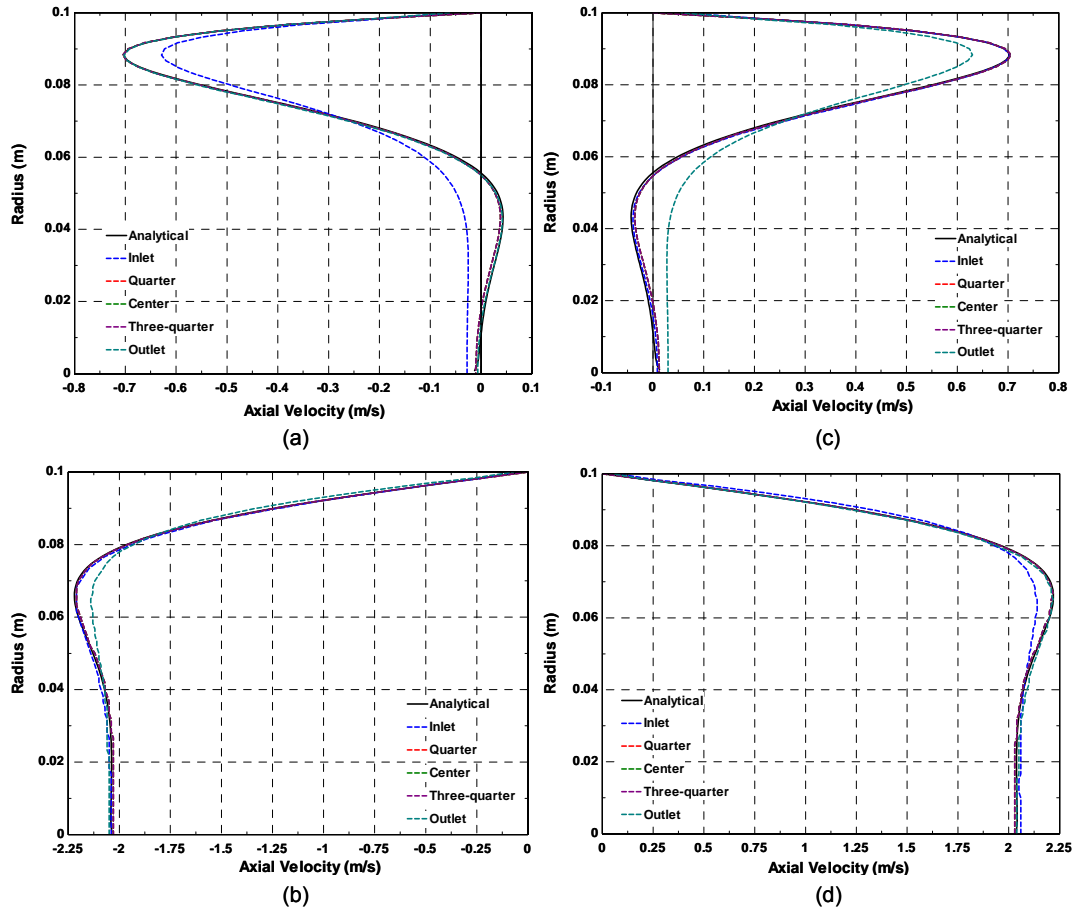 0.1
0.08
0.06
0.04
0.02
0
Radius (m)
Analytical
Inlet
Quarter
Center
Three-quarter
Outlet
-0.8 -0.7 -0.6 -0.5 -0.4 -0.3 -0.2 -0.1 0 0.1
Axial Velocity (m/s)
(a)
0.1
0.08
0.06
0.04
0.02
0
Radius (m)
Analytical
Inlet
Quarter
Center
Three-quarter
Outlet
-0.1 0 0.1 0.2 0.3 0.4 0.5 0.6 0.7 0.8
Axial Velocity (m/s)
(c)
0.1
0.08
0.06
0.04
0.02
0
Radius (m)
Analytical
Inlet
Quarter
Center
Three-quarter
Outlet
-2.25 -2 -1.75 -1.5 -1.25 -1 -0.75 -0.5 -0.25 0
Axial Velocity (m/s)
(b)
0.1
0.08
0.06
0.04
0.02
0
Radius (m)
Analytical
Inlet
Quarter
Center
Three-quarter
Outlet
0 0.25 0.5 0.75 1 1.25 1.5 1.75 2 2.25
Axial Velocity (m/s)
(d)